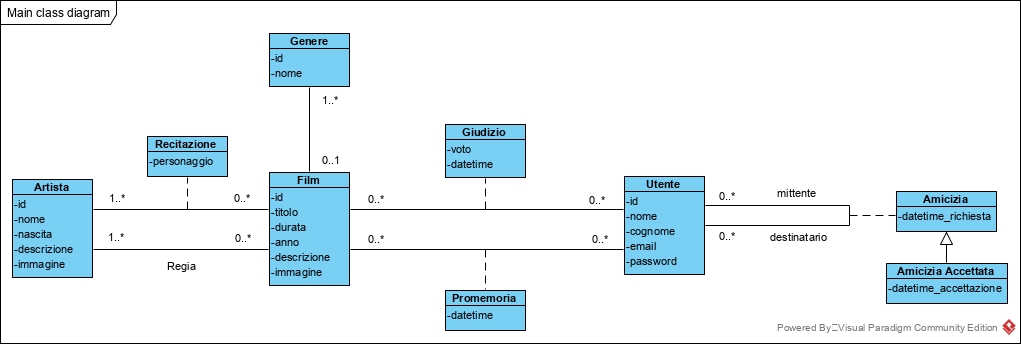 Main class diagram
Genere
-id
-nome
1..*
0..1
Recitazione
-personaggio
Giudizio
-voto
-datetime
Artista
-id
-nome
-nascita
-descrizione
-immagine
1..*
0..*
1..*
0..*
Regia
Film
-id
-titolo
-durata
-anno
-descrizione
-immagine
0..*
0..*
0..*
0..*
Promemoria
-datetime
Utente
-id
-nome
-cognome
-email
-password
0..*
mittente
0..*
destinatario
Amicizia
-datetime_richiesta
Amicizia Accettata
-datetime_accettazione
Powered By Visual Paradigm Community Edition